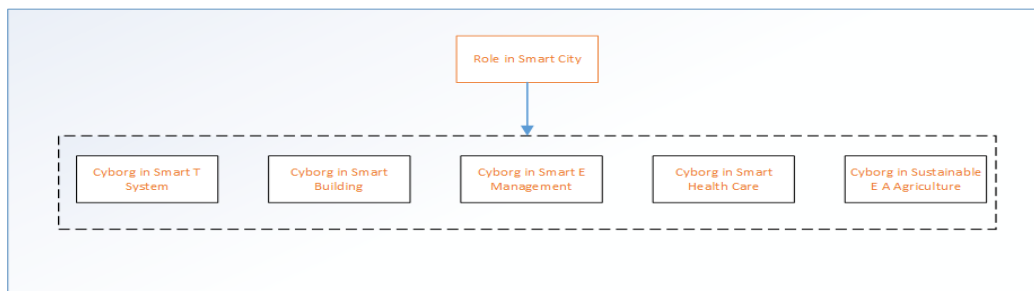 Role in Smart City
Cyborg in Smart T
System
Cyborg in Smart
Building
Cyborg in Smart E
Management
Cyborg in Smart
Health Care
Cyborg in Sustainable
E A Agriculture